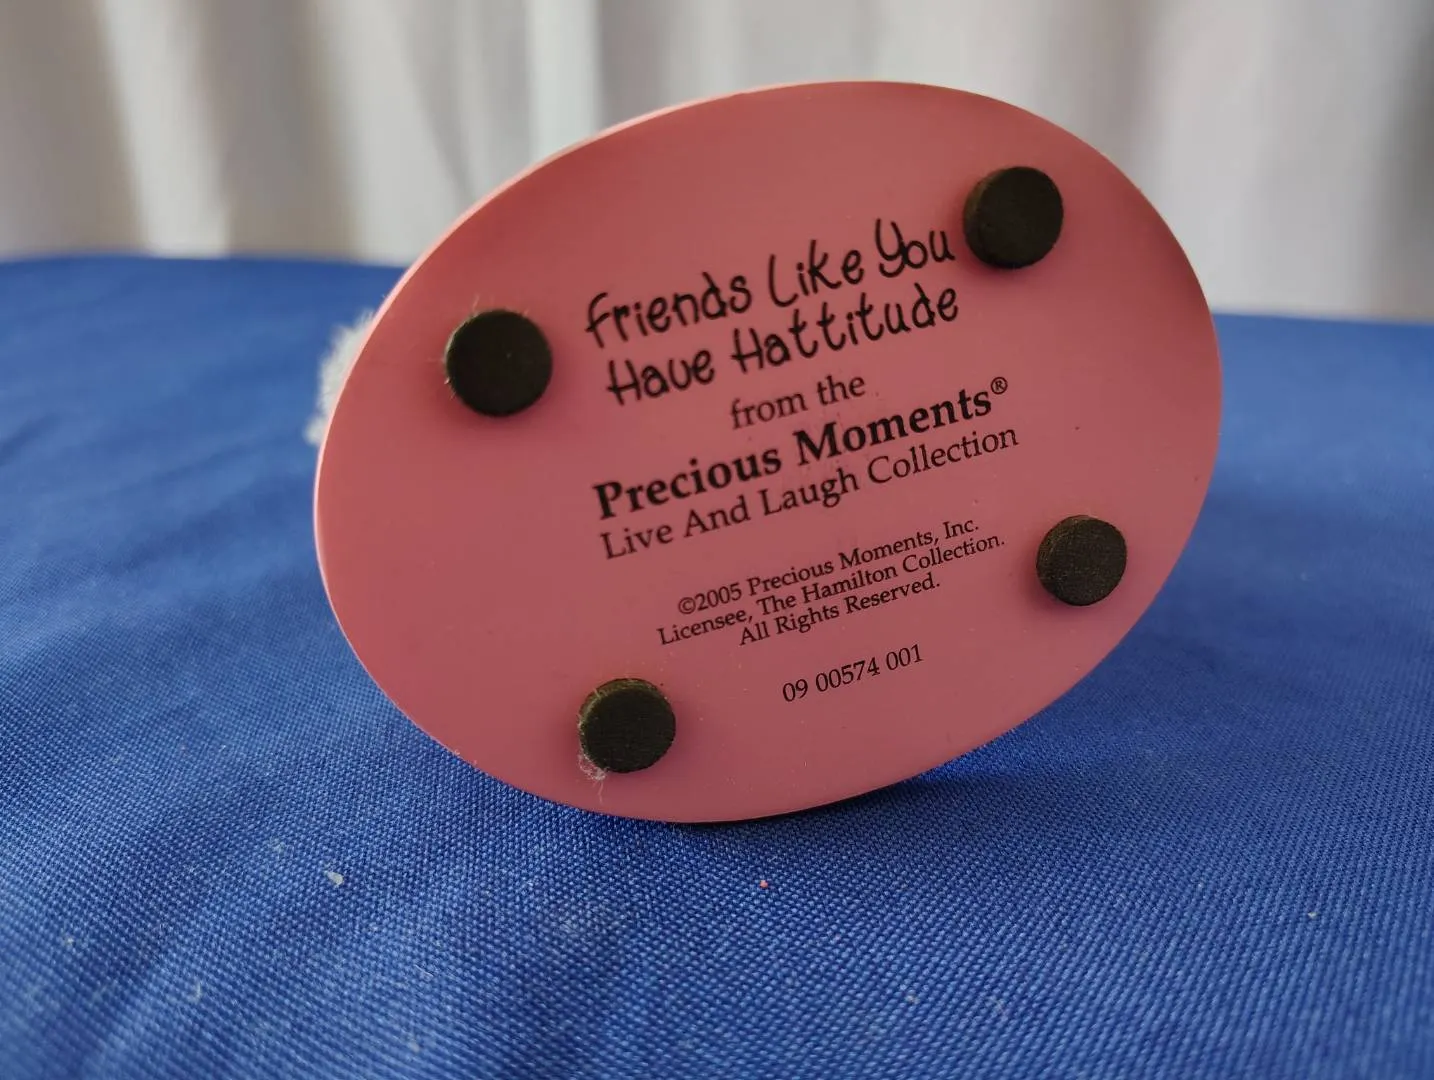 Friends Like You
Have Hattitude
from the
Precious Moments®
Live And Laugh Collection
©2005 Precious Moments, Inc.
Licensee, The Hamilton Collection.
All Rights Reserved.
09 00574 001